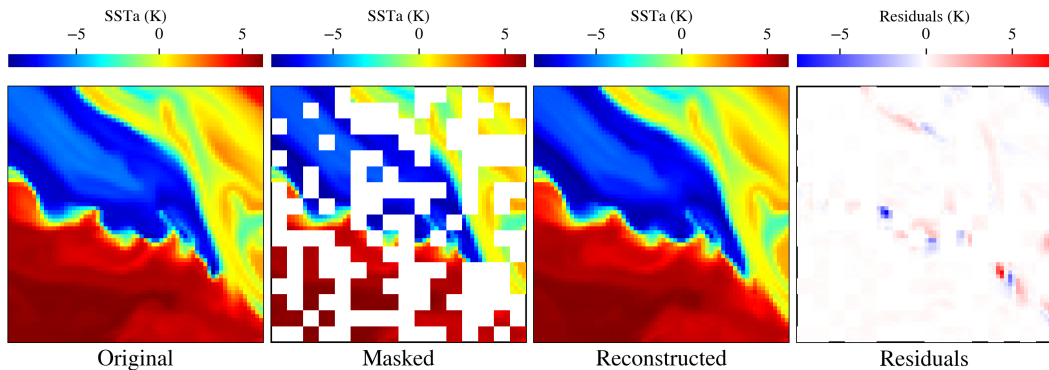 SSTa (K) SSTa (K) SSTa (K) Residuals (K)
−5 0 5 −5 0 5 −5 0 5 −5 0 5
Original Masked Reconstructed Residuals